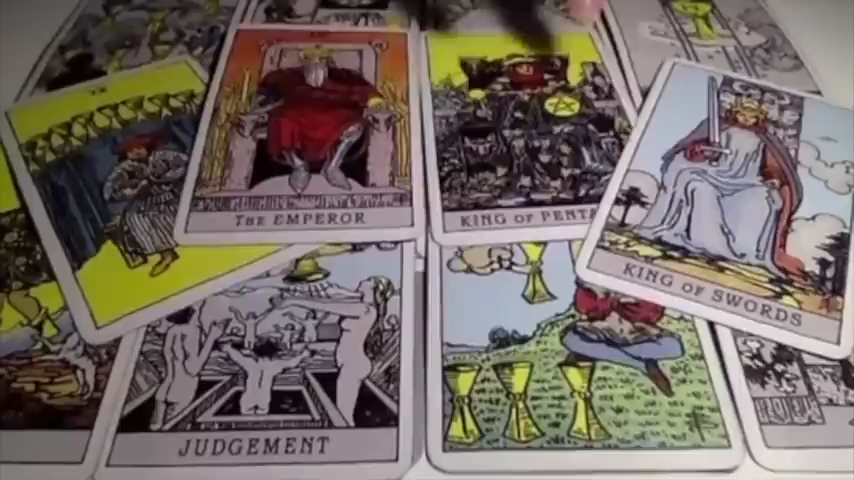 THE EMPEROR
KING OF PENTA
KING OF SWORDS
JUDGEMENT